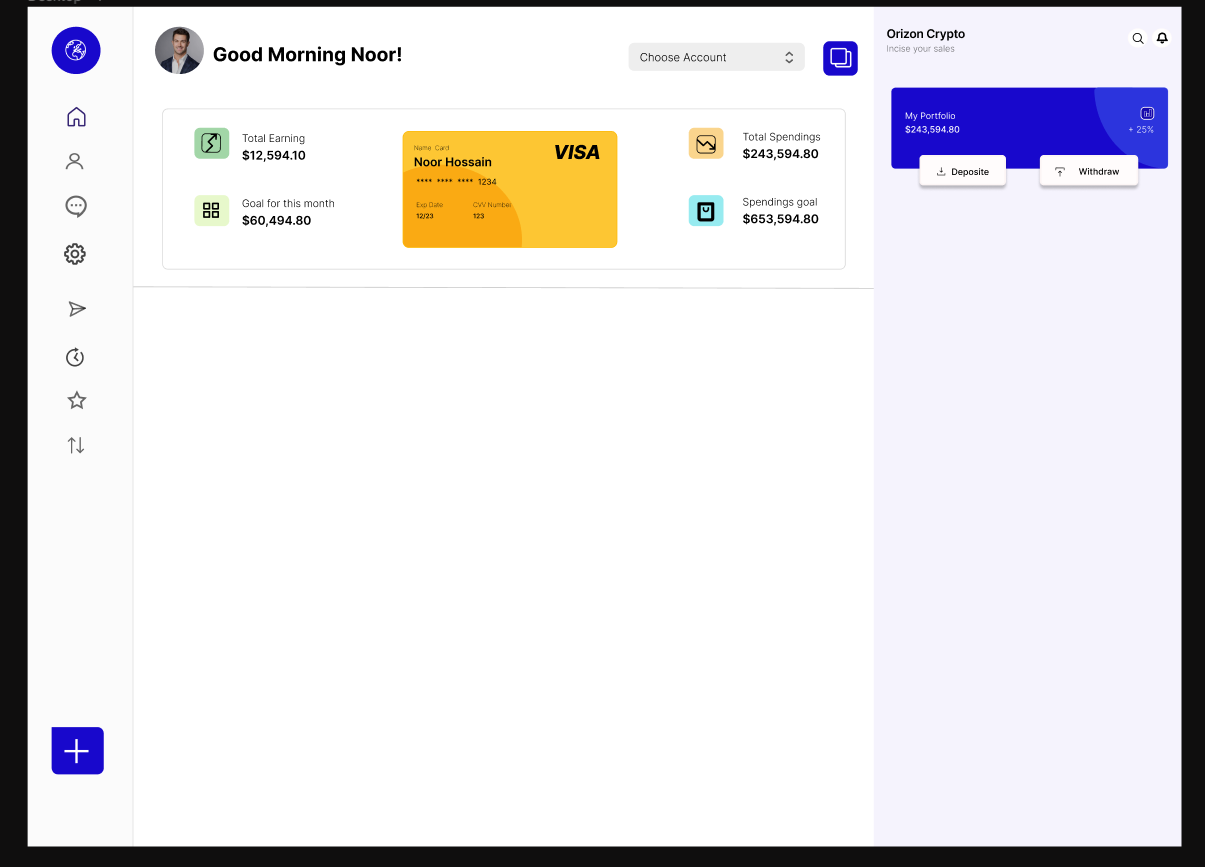 Good Morning Noor!
Choose Account
Total Earning
$12,594.10
Goal for this month
$60,494.80
Name Card
VISA
Noor Hossain
**** **** **** 1234
Exp Date
CVV Number
12/23
123
Total Spendings
$243,594.80
Spendings goal
$653,594.80
Orizon Crypto
Incise your sales
My Portfolio
$243,594.80
+ 25%
Deposite
Withdraw